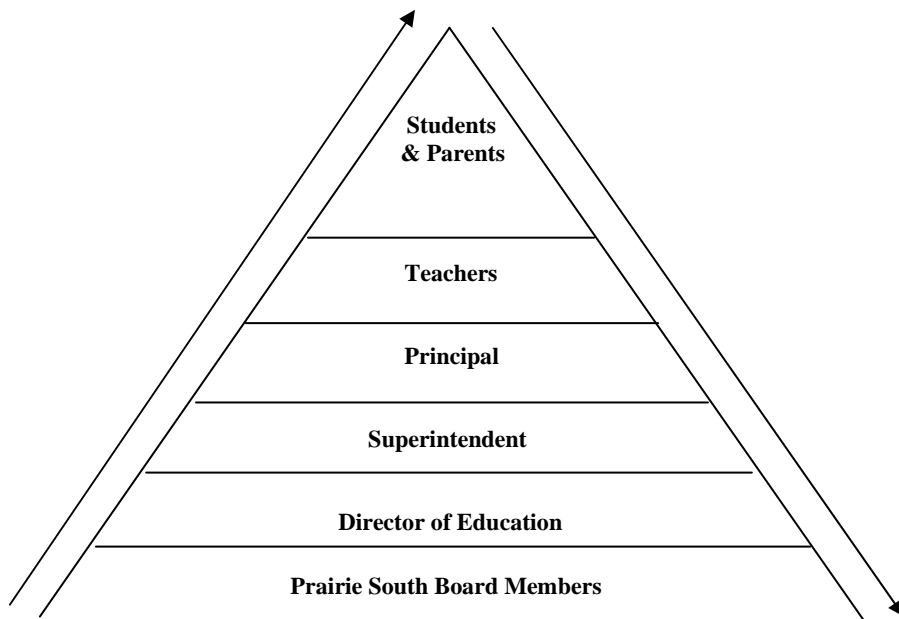 Students
& Parents
Teachers
Principal
Superintendent
Director of Education
Prairie South Board Members